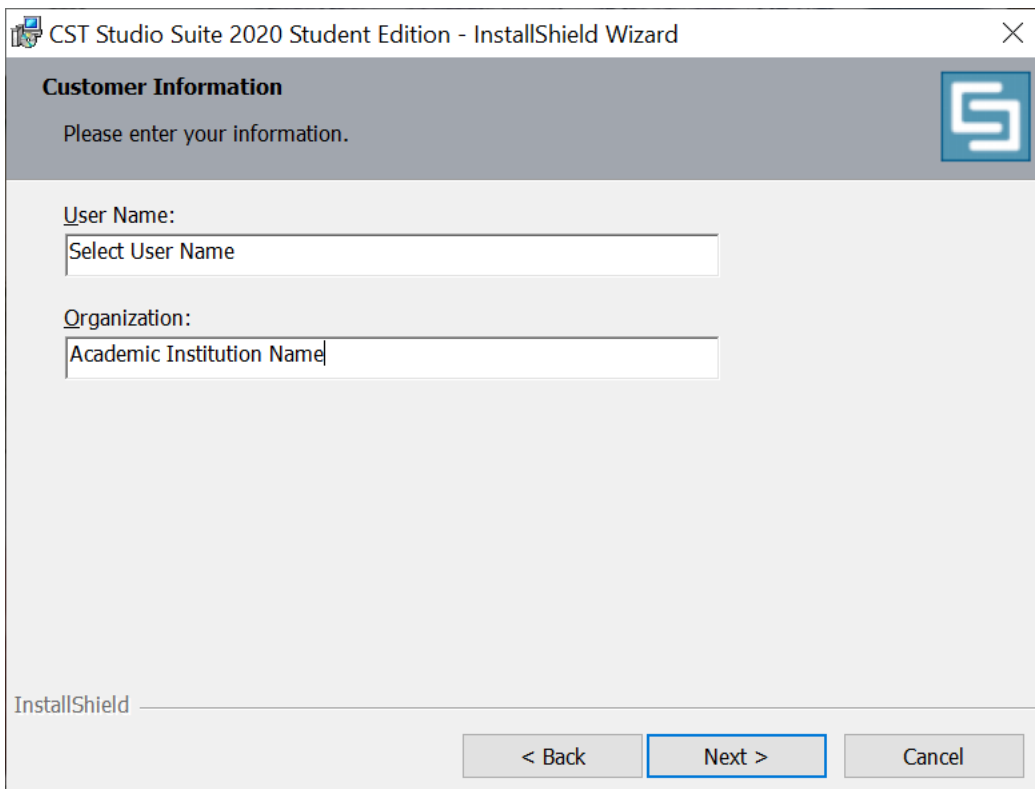 CST Studio Suite 2020 Student Edition - InstallShield Wizard
Customer Information
Please enter your information.
User Name:
Select User Name
Organization:
Academic Institution Name
InstallShield
< Back Next > Cancel